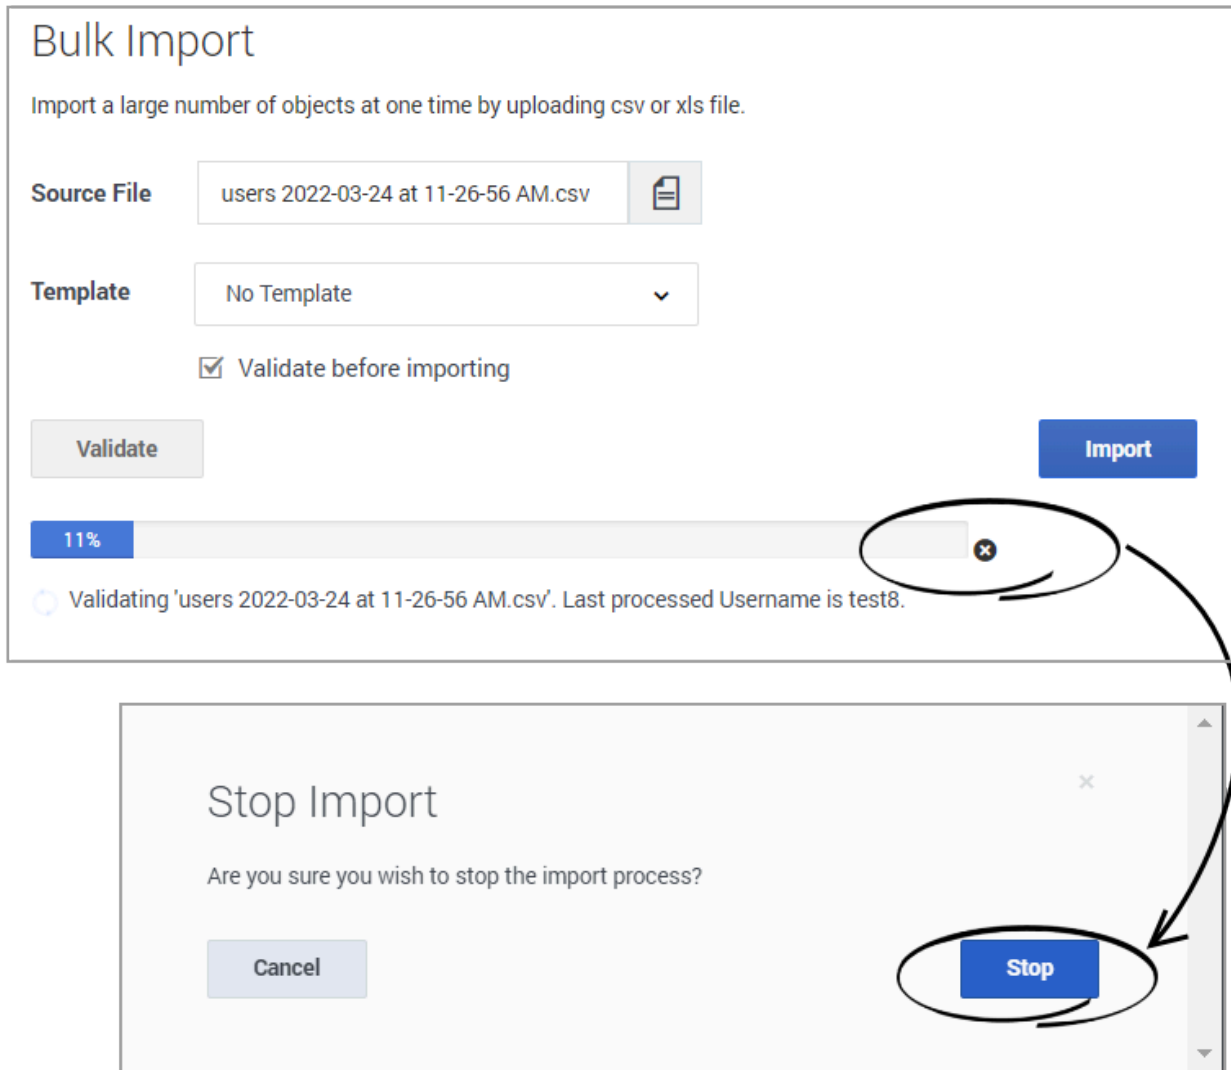 Bulk Import
Import a large number of objects at one time by uploading csv or xls file.
Source File
users 2022-03-24 at 11-26-56 AM.csv
Template
No Template
Validate before importing
Validate
Import
11%
Validating 'users 2022-03-24 at 11-26-56 AM.csv'. Last processed Username is test8.
Stop Import
Are you sure you wish to stop the import process?
Cancel
Stop